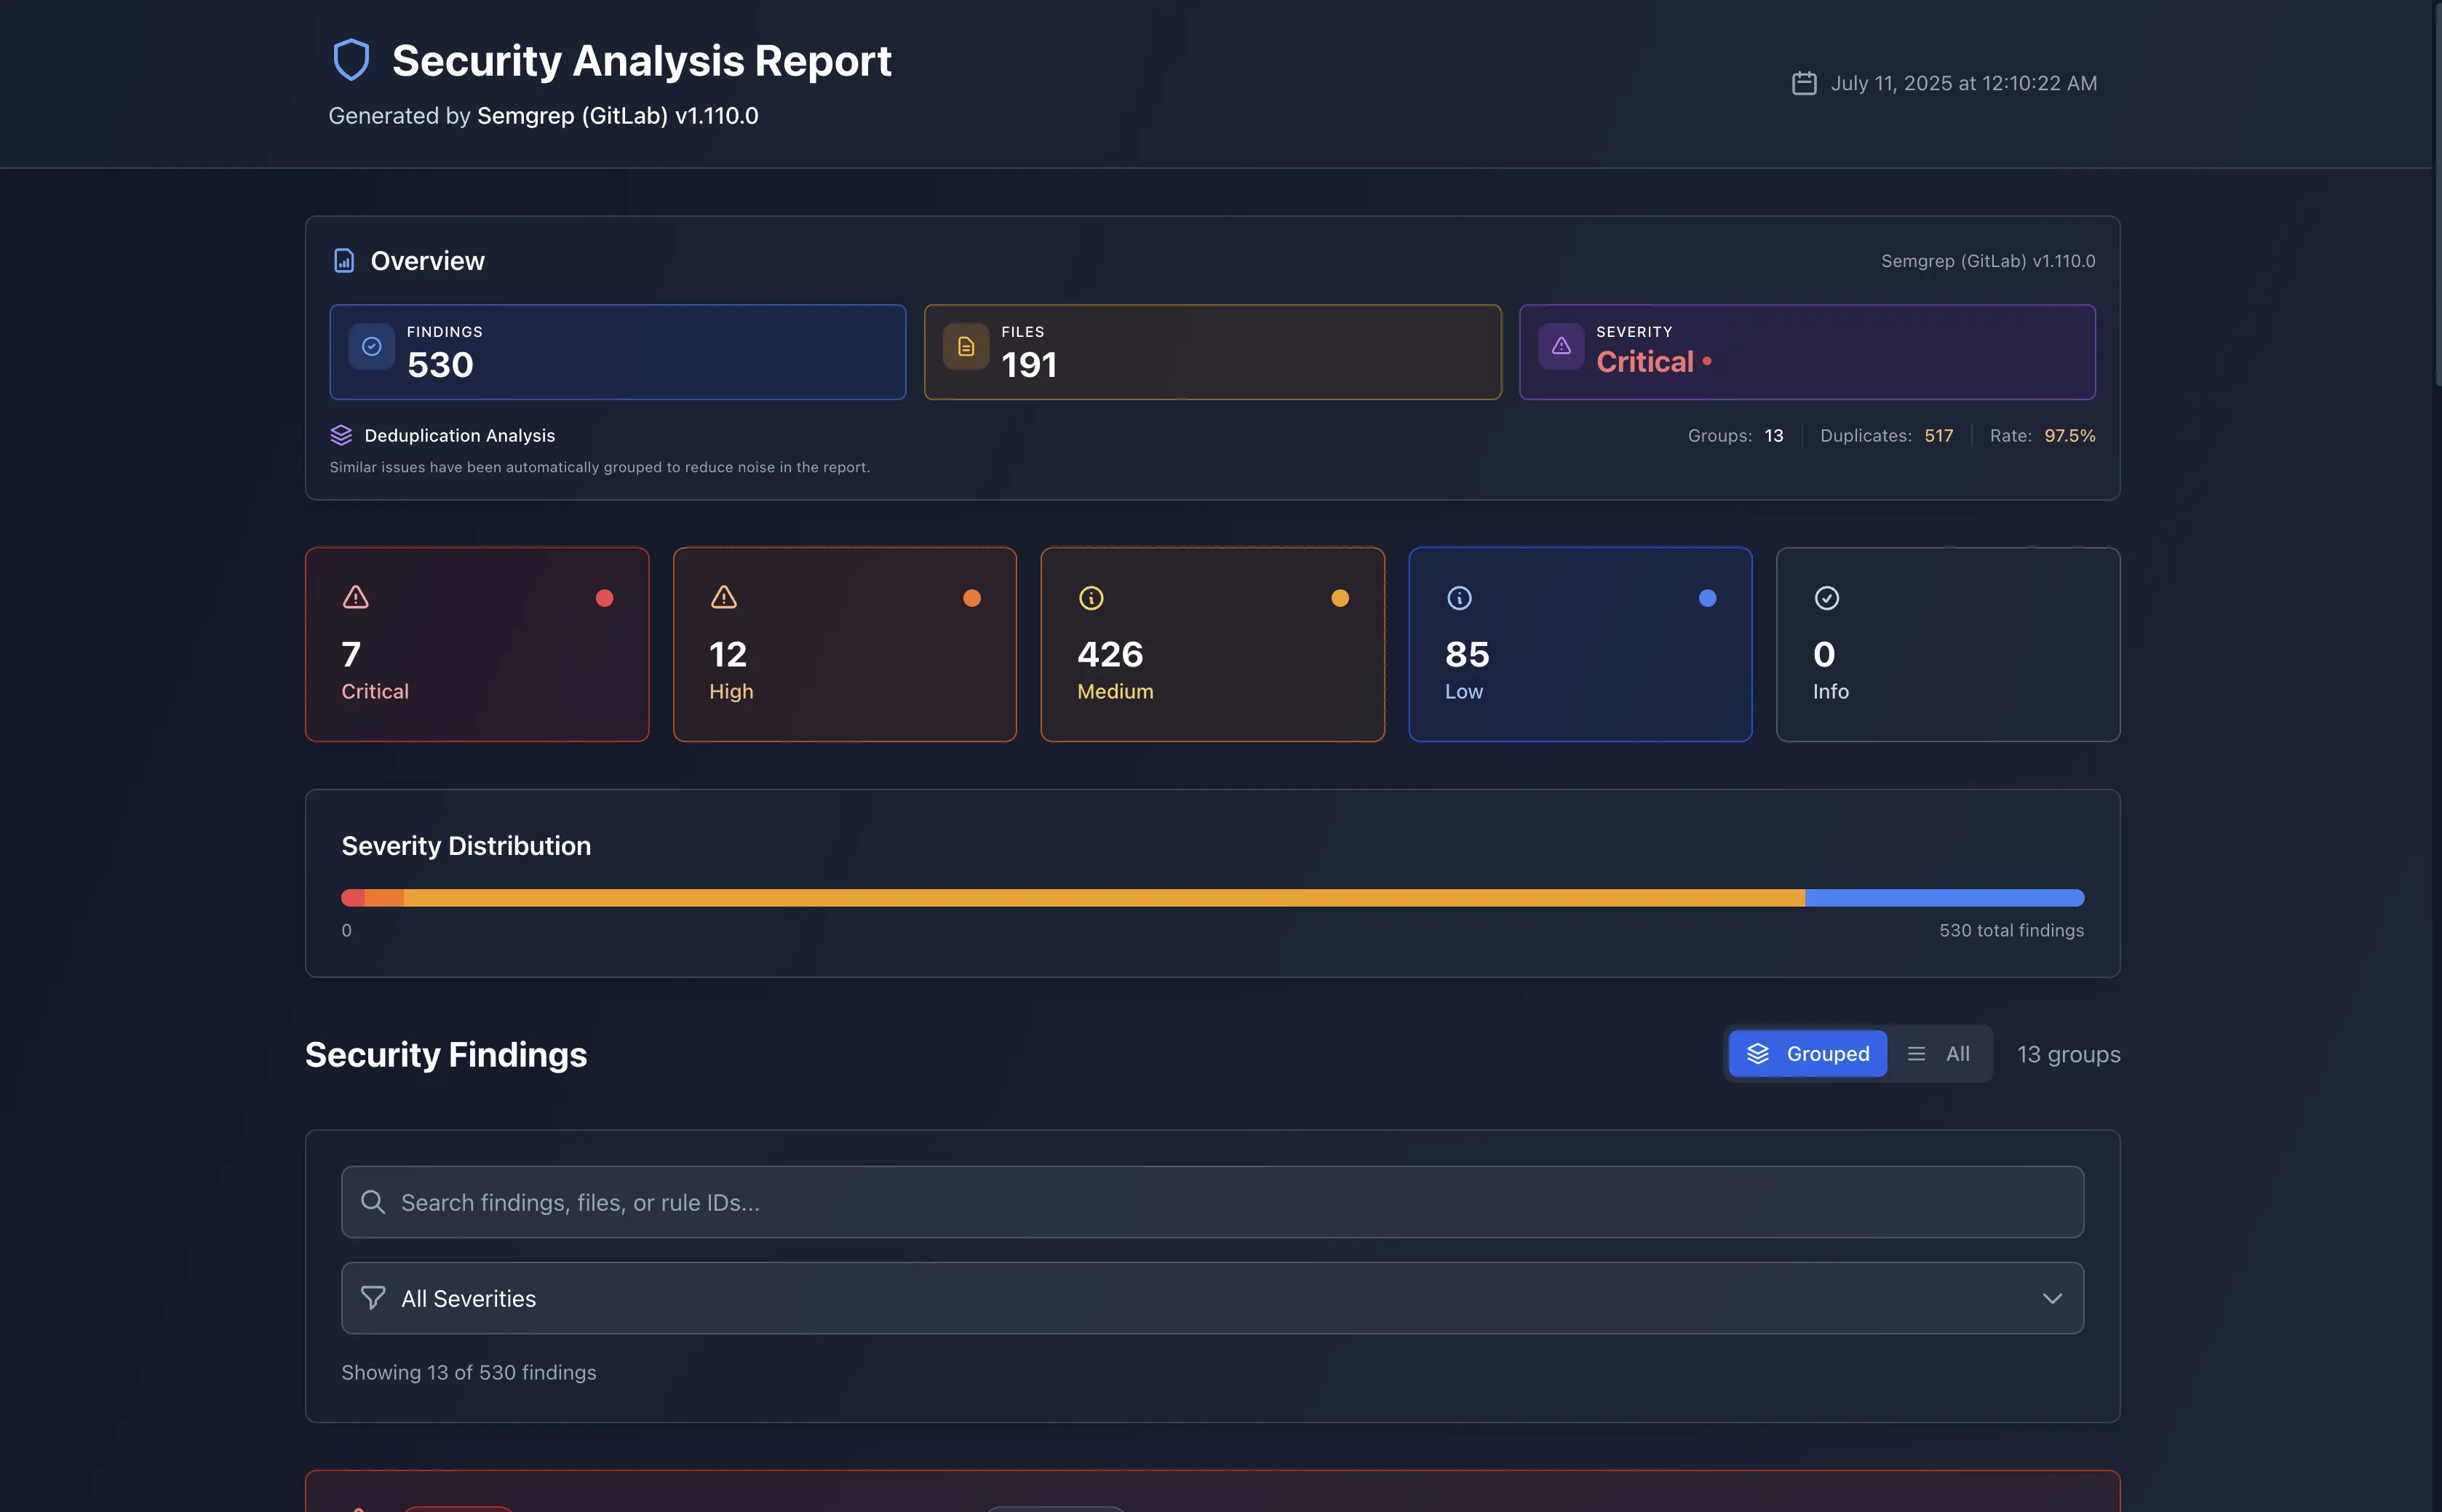 Security Analysis Report
Generated by Semgrep (GitLab) v1.110.0
July 11, 2025 at 12:10:22 AM
Overview
Semgrep (GitLab) v1.110.0
FINDINGS
530
FILES
191
SEVERITY
Critical •
Deduplication Analysis
Groups: 13
Duplicates: 517
Rate: 97.5%
Similar issues have been automatically grouped to reduce noise in the report.
7
Critical
12
High
426
Medium
85
Low
0
Info
Severity Distribution
0
530 total findings
Security Findings
Grouped
All
13 groups
Search findings, files, or rule IDs...
All Severities
Showing 13 of 530 findings